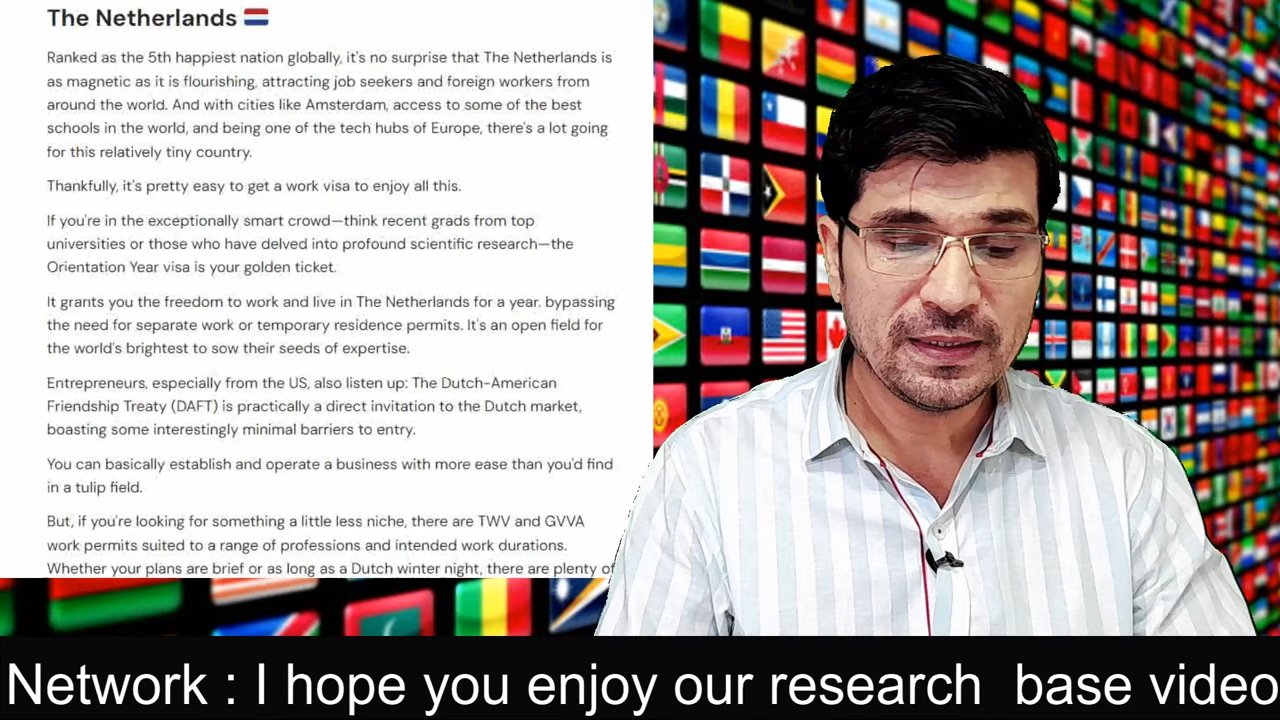 The Netherlands
Ranked as the 5th happiest nation globally, it's no surprise that The Netherlands is
as magnetic as it is flourishing, attracting job seekers and foreign workers from
around the world. And with cities like Amsterdam, access to some of the best
schools in the world, and being one of the tech hubs of Europe, there's a lot going
for this relatively tiny country.
Thankfully, it's pretty easy to get a work visa to enjoy all this.
If you're in the exceptionally smart crowd—think recent grads from top
universities or those who have delved into profound scientific research—the
Orientation Year visa is your golden ticket.
It grants you the freedom to work and live in The Netherlands for a year. bypassing
the need for separate work or temporary residence permits. It's an open field for
the world's brightest to sow their seeds of expertise.
Entrepreneurs, especially from the US, also listen up: The Dutch-American
Friendship Treaty (DAFT) is practically a direct invitation to the Dutch market,
boasting some interestingly minimal barriers to entry.
You can basically establish and operate a business with more ease than you'd find
in a tulip field.
But, if you're looking for something a little less niche, there are TWV and GVVA
work permits suited to a range of professions and intended work durations.
Whether your plans are brief or as long as a Dutch winter night, there are plenty of
Network : I hope you enjoy our research base video